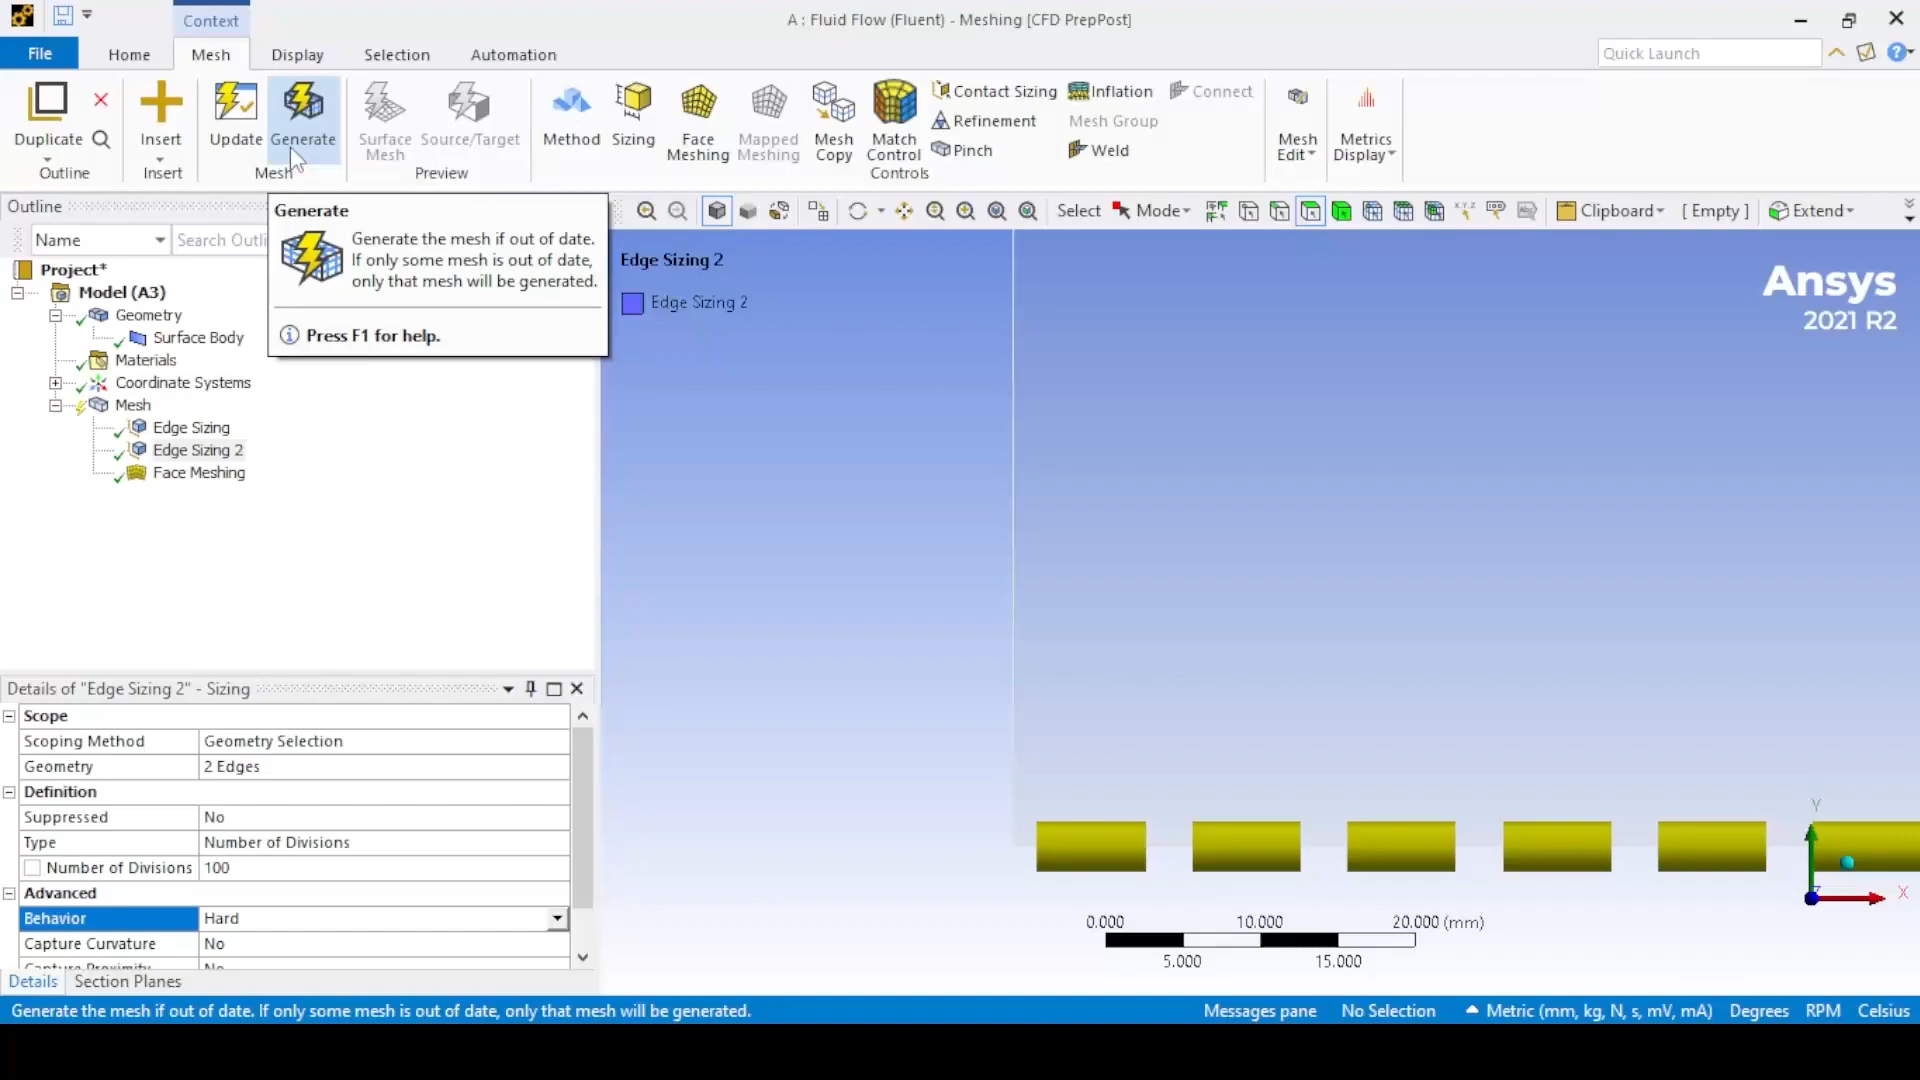 Context
A : Fluid Flow (Fluent) - Meshing [CFD PrepPost]
File
Home
Mesh
Display
Selection
Automation
Quick Launch
Duplicate
Outline
Insert
Insert
Update
Generate
Mesh
Surface
Mesh
Source/Target
Preview
Method
Sizing
Face
Meshing
Mapped
Meshing
Mesh
Copy
Match
Control
Contact Sizing
Refinement
Pinch
Inflation
Mesh Group
Weld
Connect
Controls
Mesh
Edit
Metrics
Display
Outline
Name
Search Outli
Select
Mode
Clipboard
[ Empty ]
Extend
Generate
Generate the mesh if out of date.
If only some mesh is out of date,
only that mesh will be generated.
Press F1 for help.
Project*
Model (A3)
Geometry
Surface Body
Materials
Coordinate Systems
Mesh
Edge Sizing
Edge Sizing 2
Face Meshing
Edge Sizing 2
Edge Sizing 2
Ansys
2021 R2
Details of "Edge Sizing 2" - Sizing
Scope
Scoping Method Geometry Selection
Geometry 2 Edges
Definition
Suppressed No
Type Number of Divisions
Number of Divisions 100
Advanced
Behavior Hard
Capture Curvature No
Capture Proximity No
Details
Section Planes
Y
X
0.000 10.000 20.000 (mm)
5.000 15.000
Generate the mesh if out of date. If only some mesh is out of date, only that mesh will be generated.
Messages pane
No Selection
Metric (mm, kg, N, s, mV, mA)
Degrees
RPM
Celsius